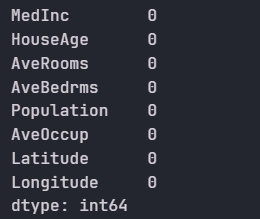 MedInc 0
HouseAge 0
AveRooms 0
AveBedrms 0
Population 0
AveOccup 0
Latitude 0
Longitude 0
dtype: int64